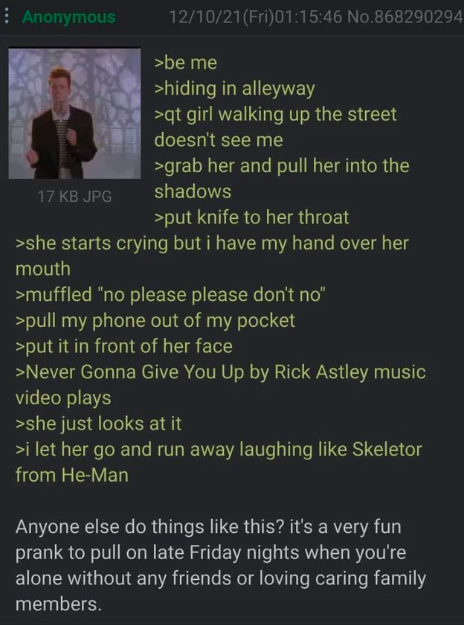 Anonymous 12/10/21(Fri)01:15:46 No.868290294
>be me
>hiding in alleyway
>qt girl walking up the street
doesn't see me
>grab her and pull her into the
shadows
17 KB JPG
>put knife to her throat
>she starts crying but i have my hand over her
mouth
>muffled "no please please don't no"
>pull my phone out of my pocket
>put it in front of her face
>Never Gonna Give You Up by Rick Astley music
video plays
>she just looks at it
>i let her go and run away laughing like Skeletor
from He-Man
Anyone else do things like this? it's a very fun
prank to pull on late Friday nights when you're
alone without any friends or loving caring family
members.